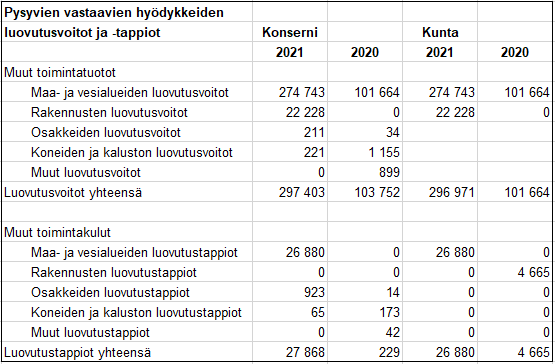 Pysyvien vastaavien hyödykkeiden
luovutusvoitot ja -tappiot Konserni Kunta
2021 2020 2021 2020
Muut toimintatuotot
Maa- ja vesialueiden luovutusvoitot 274 743 101 664 274 743 101 664
Rakennusten luovutusvoitot 22 228 0 22 228 0
Osakkeiden luovutusvoitot 211 34
Koneiden ja kaluston luovutusvoitot 221 1 155
Muut luovutusvoitot 0 899
Luovutusvoitot yhteensä 297 403 103 752 296 971 101 664
Muut toimintakulut
Maa- ja vesialueiden luovutustappiot 26 880 0 26 880 0
Rakennusten luovutustappiot 0 0 0 4 665
Osakkeiden luovutustappiot 923 14 0 0
Koneiden ja kaluston luovutustappiot 65 173 0 0
Muut luovutustappiot 0 42 0 0
Luovutustappiot yhteensä 27 868 229 26 880 4 665